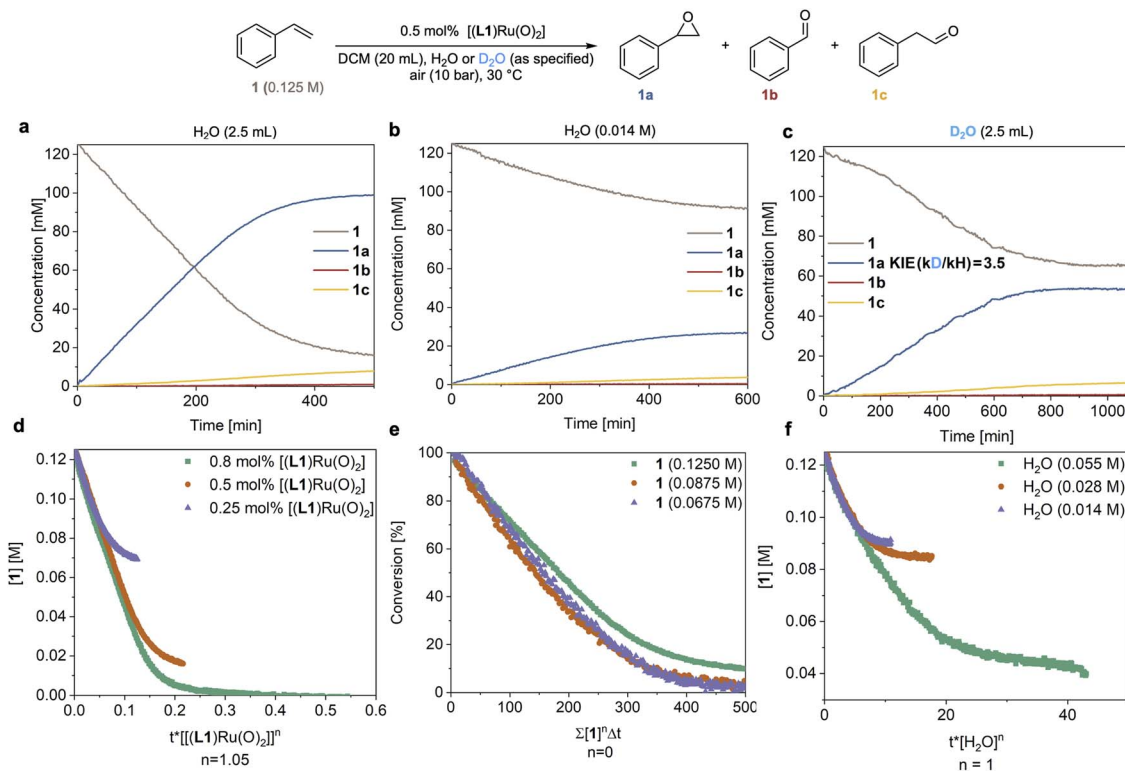 0.5 mol% [(L1)Ru(O)₂]
DCM (20 mL), H₂O or D₂O (as specified)
air (10 bar), 30 °C
1 (0.125 M)
O
+
O
+
O
1a
1b
1c
a
H₂O (2.5 mL)
Concentration [mM]
120
100
80
60
40
20
0
1
1a
1b
1c
0
200
400
Time [min]
b
H₂O (0.014 M)
Concentration [mM]
120
100
80
60
40
20
0
1
1a
1b
1c
0
200
400
600
Time [min]
c
D₂O (2.5 mL)
Concentration [mM]
120
100
80
60
40
20
0
1
1a KIE (kD/kH) = 3.5
1b
1c
0
200
400
600
800
1000
Time [min]
d
[1] [M]
0.12
0.10
0.08
0.06
0.04
0.02
0.00
0.8 mol% [(L1)Ru(O)₂]
0.5 mol% [(L1)Ru(O)₂]
0.25 mol% [(L1)Ru(O)₂]
0.0
0.1
0.2
0.3
0.4
0.5
0.6
t*[[(L1)Ru(O)₂]]ⁿ
n=1.05
e
Conversion [%]
100
80
60
40
20
0
1 (0.1250 M)
1 (0.0875 M)
1 (0.0675 M)
0
100
200
300
400
500
Σ[1]ⁿΔt
n=0
f
[1] [M]
0.12
0.10
0.08
0.06
0.04
H₂O (0.055 M)
H₂O (0.028 M)
H₂O (0.014 M)
0
20
40
t*[H₂O]ⁿ
n = 1